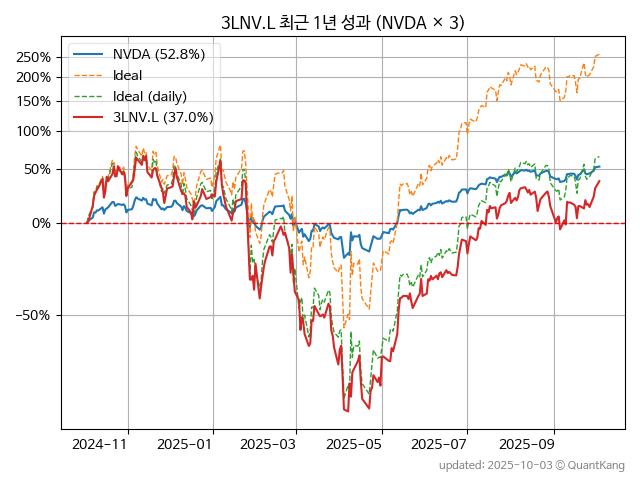 3LNV.L 최근 1년 성과 (NVDA × 3)
NVDA (52.8%)
Ideal
Ideal (daily)
3LNV.L (37.0%)
250%
200%
150%
100%
50%
0%
−50%
2024-11
2025-01
2025-03
2025-05
2025-07
2025-09
updated: 2025-10-03 © QuantKang